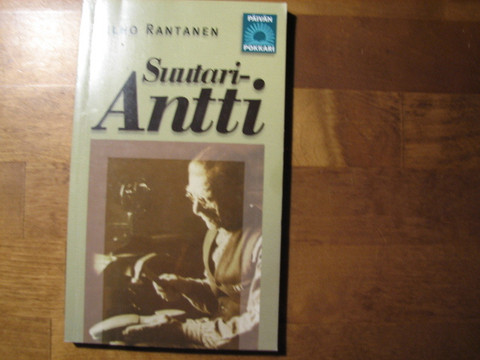 RANTANEN
PÄIVÄN
POKKARI
Suutari-
Antti